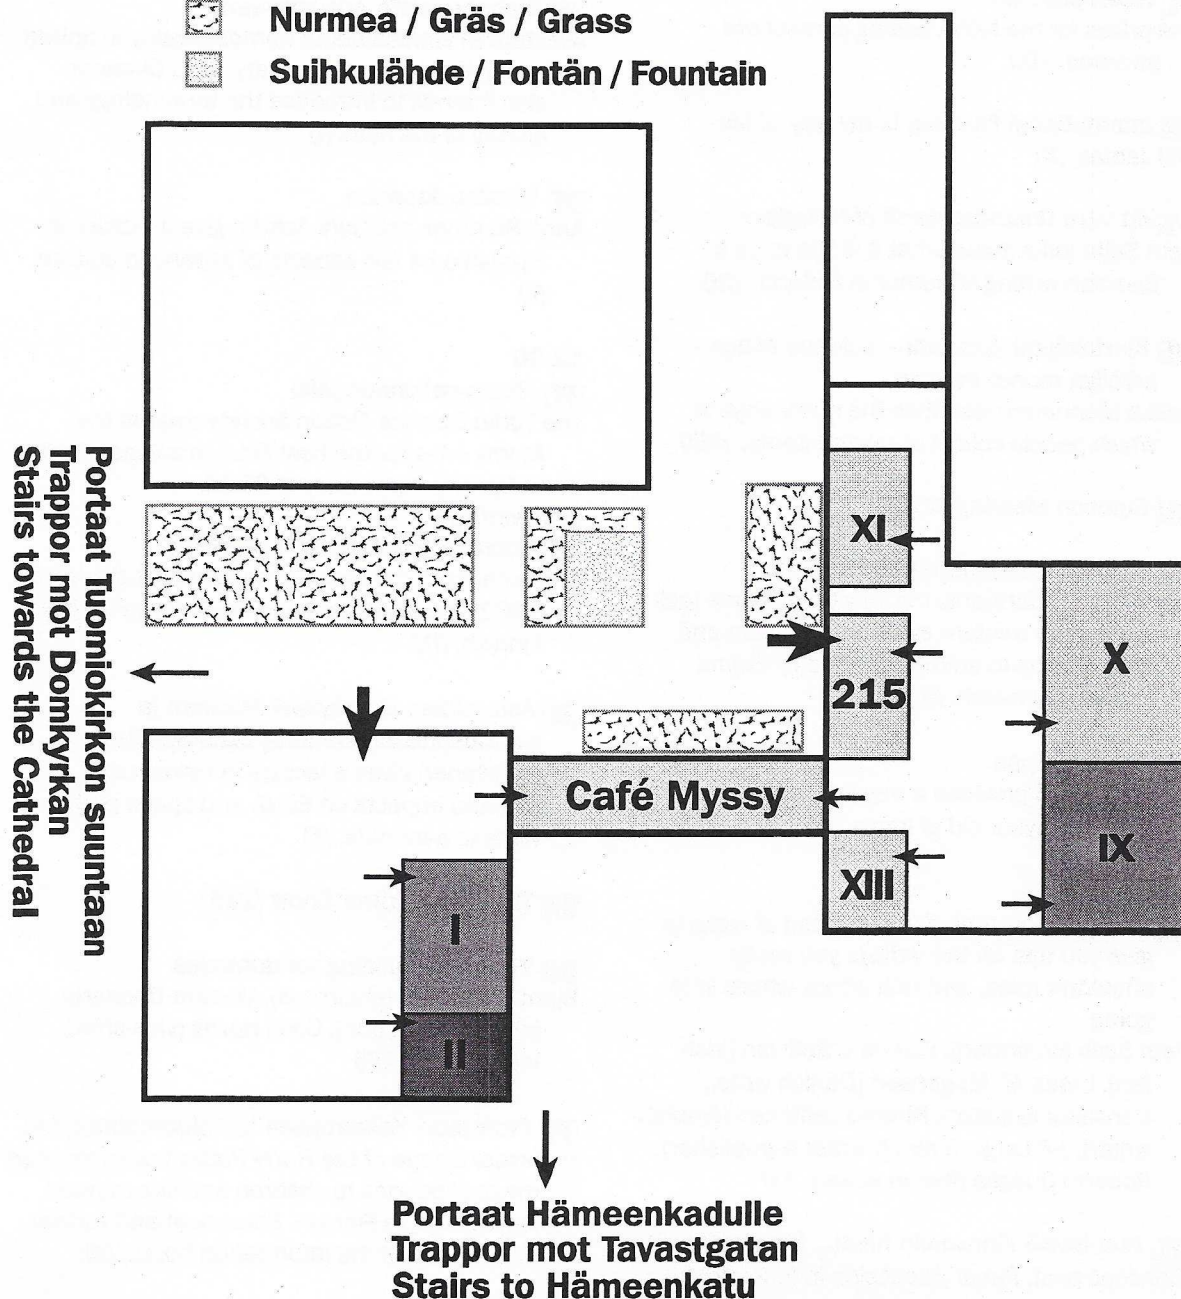 Nurmea / Gräs / Grass
Suihkulähde / Fontän / Fountain
Portaat Tuomiokirkon suuntaan
Trappor mot Domkyrkan
Stairs towards the Cathedral
XI
215
X
Café Myssy
IX
XIII
I
II
Portaat Hämeenkadulle
Trappor mot Tavastgatan
Stairs to Hämeenkatu